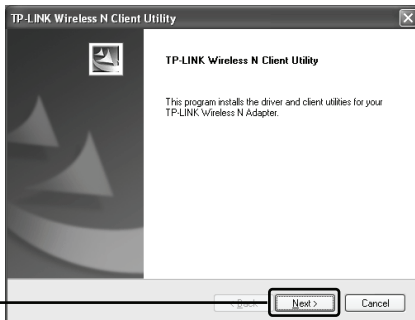 TP-LINK Wireless N Client Utility
TP-LINK Wireless N Client Utility
This program installs the driver and client utilities for your
TP-LINK Wireless N Adapter.
< Back Next > Cancel